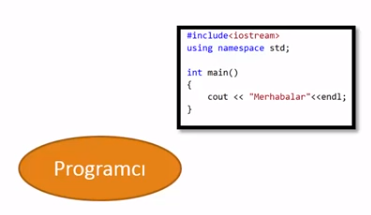 #include<iostream>
using namespace std;
int main()
{
cout << "Merhabalar"<<endl;
}
Programcı